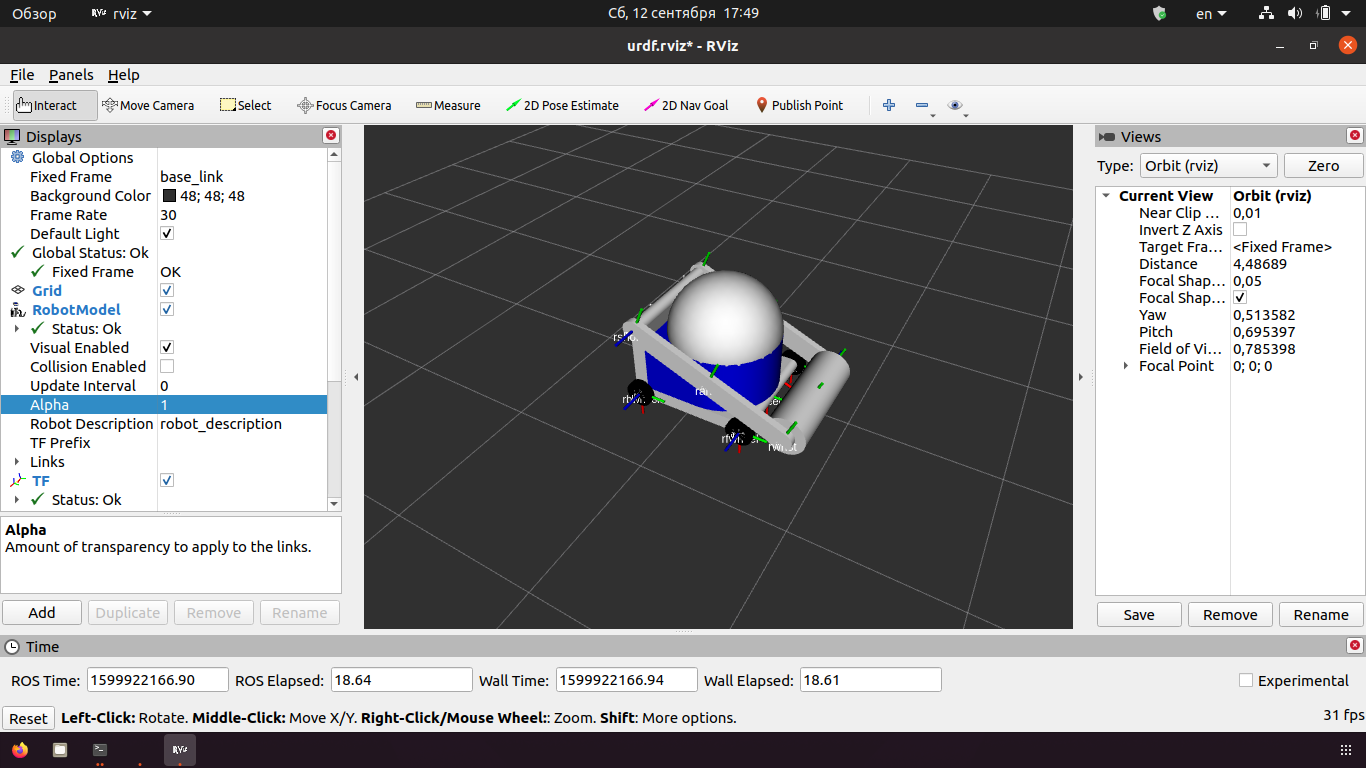 Обзор rviz Сб, 12 сентября 17:49 en
urdf.rviz* - RViz
File Panels Help
Interact Move Camera Select Focus Camera Measure 2D Pose Estimate 2D Nav Goal Publish Point
Displays
Global Options
Fixed Frame base_link
Background Color 48; 48; 48
Frame Rate 30
Default Light
Global Status: Ok
Fixed Frame OK
Grid
RobotModel
Status: Ok
Visual Enabled
Collision Enabled
Update Interval 0
Alpha 1
Robot Description robot_description
TF Prefix
Links
TF
Status: Ok
Alpha
Amount of transparency to apply to the links.
Add Duplicate Remove Rename
Views
Type: Orbit (rviz) Zero
Current View Orbit (rviz)
Near Clip ... 0,01
Invert Z Axis
Target Fra... <Fixed Frame>
Distance 4,48689
Focal Shap... 0,05
Focal Shap...
Yaw 0,513582
Pitch 0,695397
Field of Vi... 0,785398
Focal Point 0; 0; 0
Save Remove Rename
Time
ROS Time: 1599922166.90 ROS Elapsed: 18.64 Wall Time: 1599922166.94 Wall Elapsed: 18.61 Experimental
Reset Left-Click: Rotate. Middle-Click: Move X/Y. Right-Click/Mouse Wheel:: Zoom. Shift: More options. 31 fps
RViz